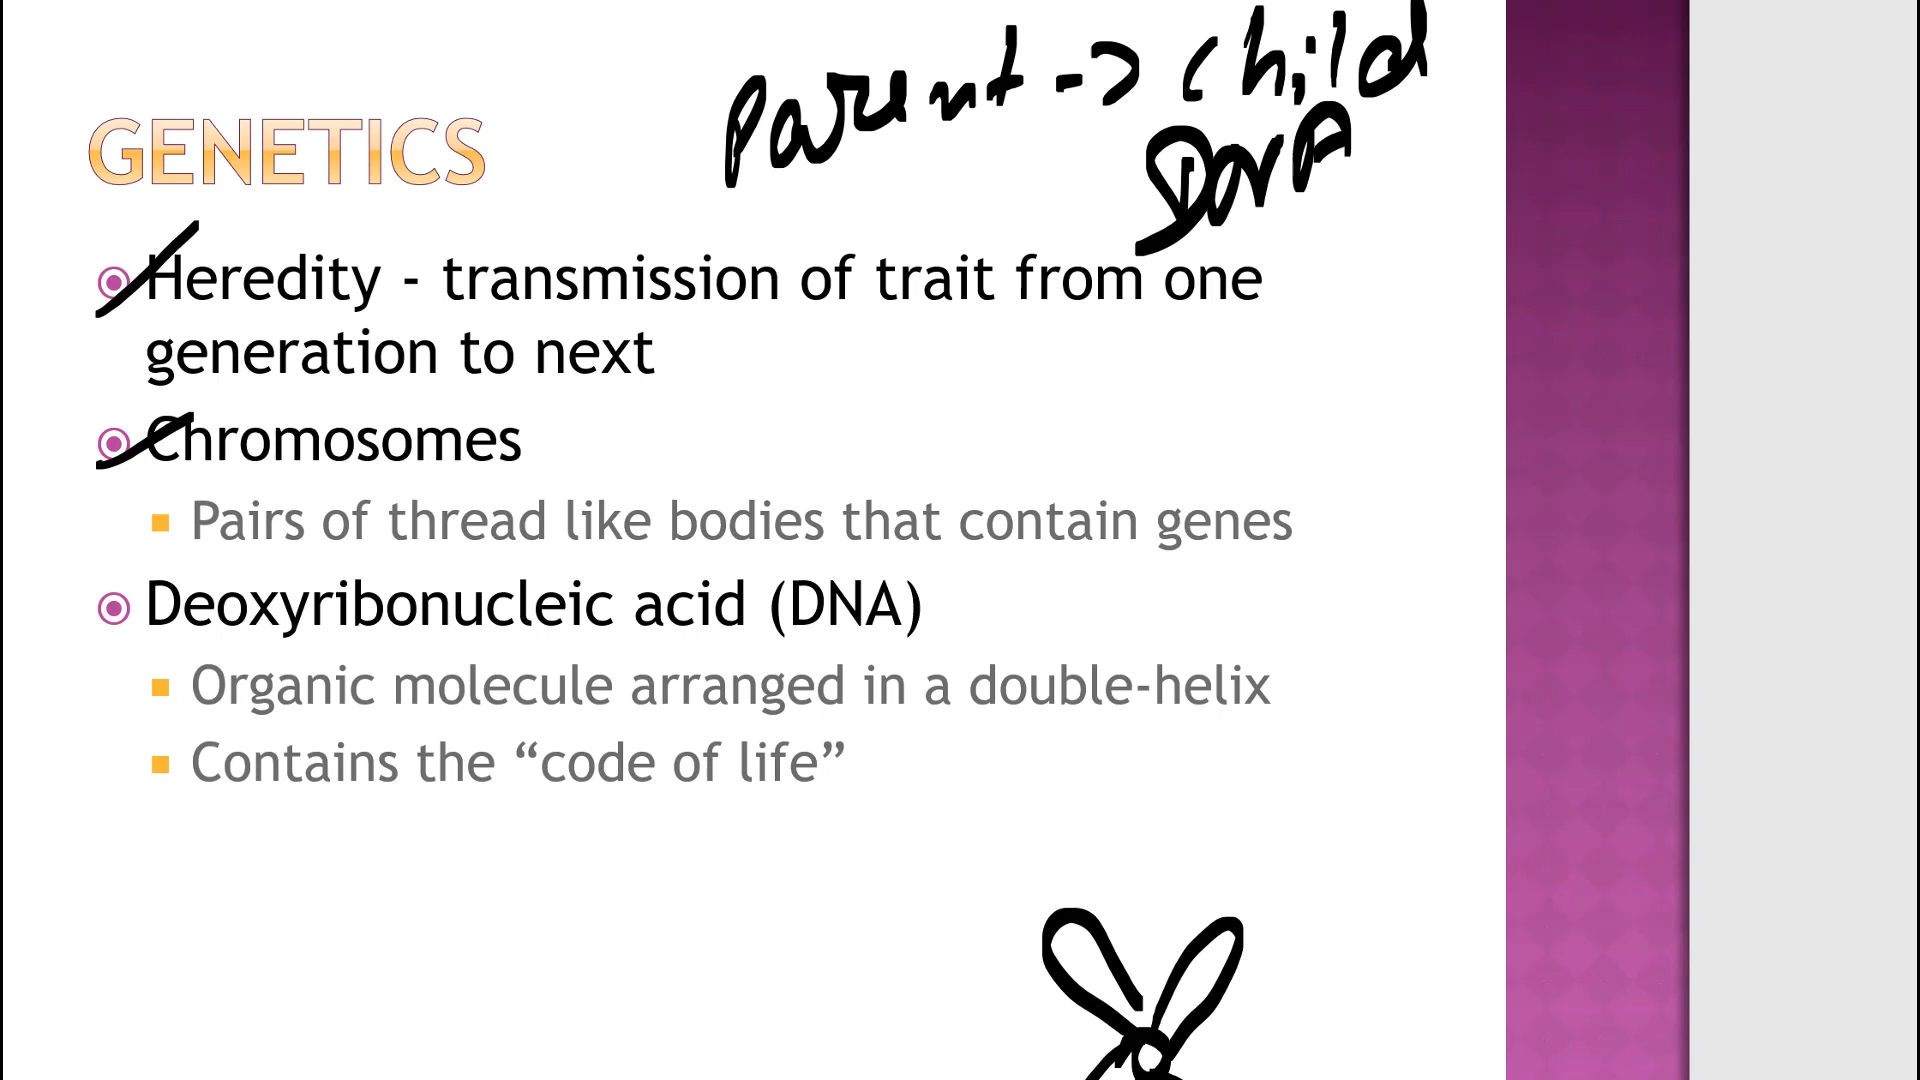 Parent -> child
DNA
GENETICS
Heredity - transmission of trait from one
generation to next
Chromosomes
Pairs of thread like bodies that contain genes
Deoxyribonucleic acid (DNA)
Organic molecule arranged in a double-helix
Contains the “code of life”